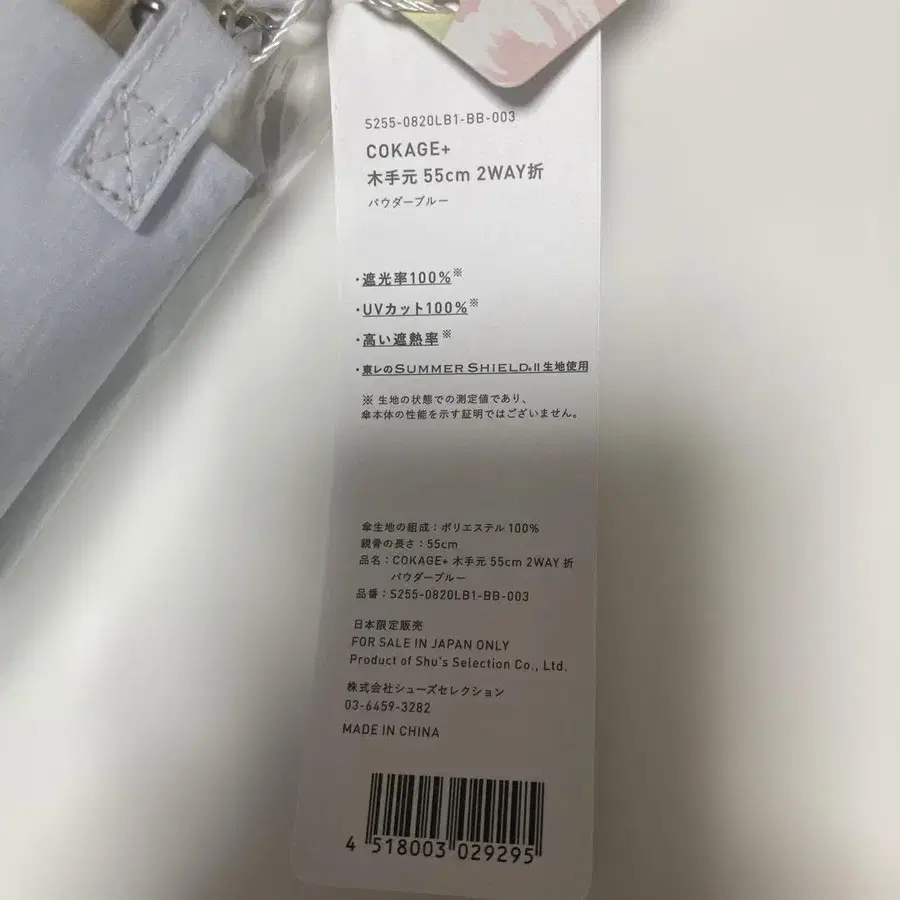 S255-0820LB1-BB-003
COKAGE+
木手元 55cm 2WAY折
パウダーブルー
・遮光率100%※
・UVカット100%※
・高い遮熱率※
・東レのSUMMER SHIELD®II生地使用
※ 生地の状態での測定値であり、
傘本体の性能を示す証明ではございません。
傘生地の組成：ポリエステル 100%
親骨の長さ：55cm
品名：COKAGE+ 木手元 55cm 2WAY 折
パウダーブルー
品番：S255-0820LB1-BB-003
日本限定販売
FOR SALE IN JAPAN ONLY
Product of Shu's Selection Co., Ltd.
株式会社シューズセレクション
03-6459-3282
MADE IN CHINA
4 518003 029295